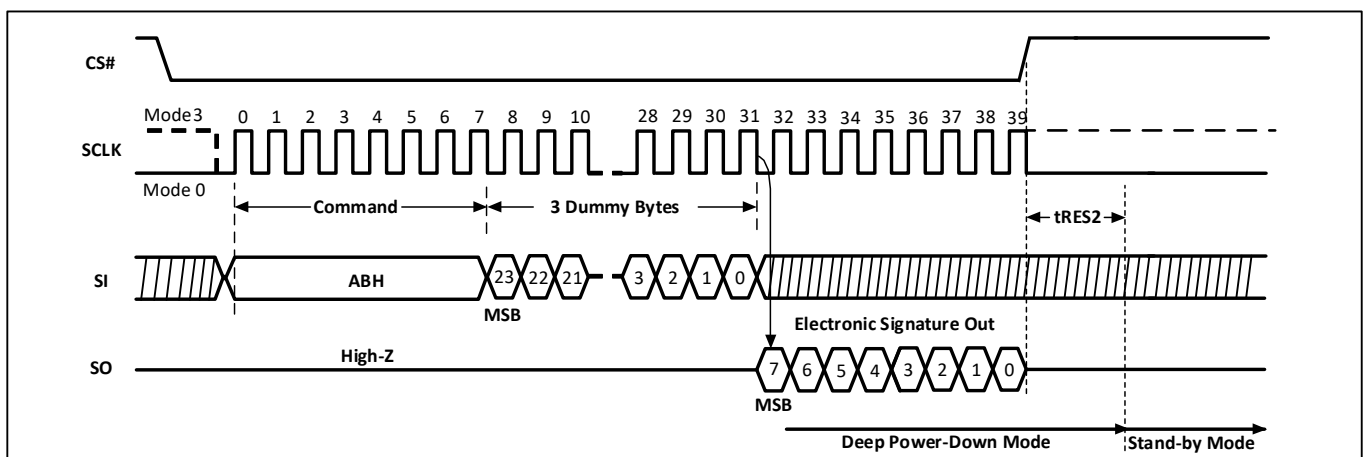 CS#
Mode3
0 1 2 3 4 5 6 7 8 9 10 28 29 30 31 32 33 34 35 36 37 38 39
SCLK
Mode 0
Command
3 Dummy Bytes
tRES2
SI
ABH
23 22 21 3 2 1 0
MSB
Electronic Signature Out
High-Z
SO
7 6 5 4 3 2 1 0
MSB
Deep Power-Down Mode
Stand-by Mode